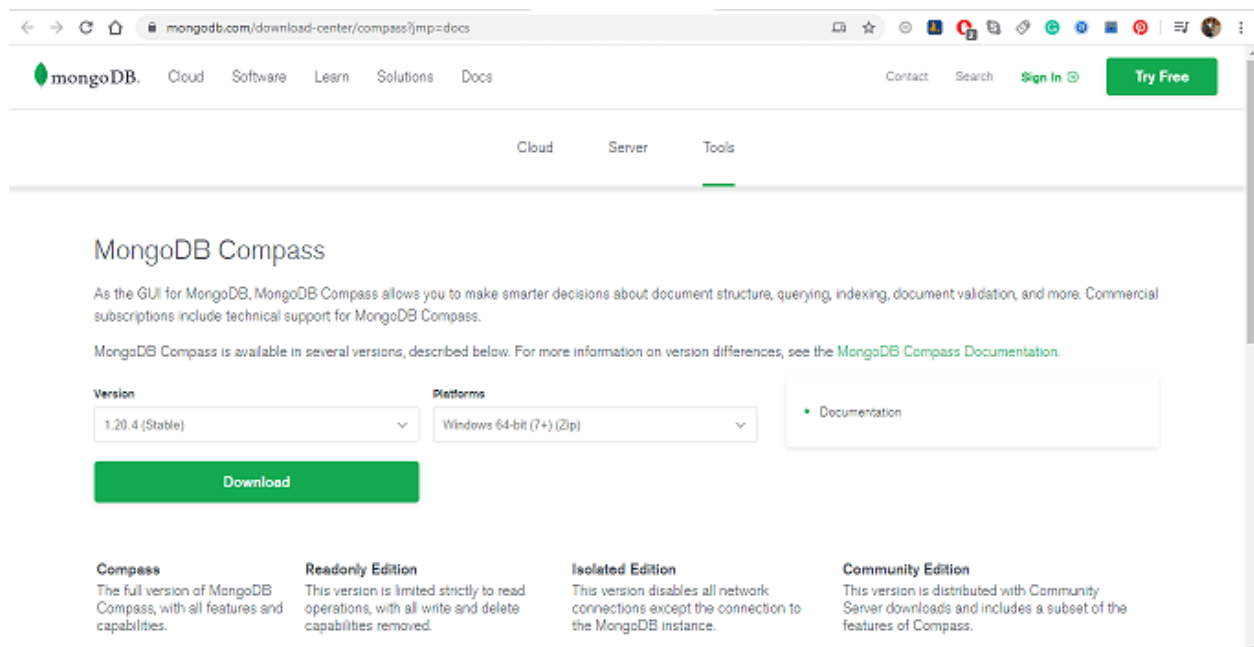 mongodb.com/download-center/compass?jmp=docs
2
mongoDB. Cloud Software Learn Solutions Docs Contact Search Sign In Try Free
Cloud Server Tools
MongoDB Compass
As the GUI for MongoDB, MongoDB Compass allows you to make smarter decisions about document structure, querying, indexing, document validation, and more. Commercial
subscriptions include technical support for MongoDB Compass.
MongoDB Compass is available in several versions, described below. For more information on version differences, see the MongoDB Compass Documentation.
Version Platforms
1.20.4 (Stable) Windows 64-bit (7+) (Zip)
• Documentation
Download
Compass
The full version of MongoDB
Compass, with all features and
capabilities.
Readonly Edition
This version is limited strictly to read
operations, with all write and delete
capabilities removed.
Isolated Edition
This version disables all network
connections except the connection to
the MongoDB instance.
Community Edition
This version is distributed with Community
Server downloads and includes a subset of the
features of Compass.